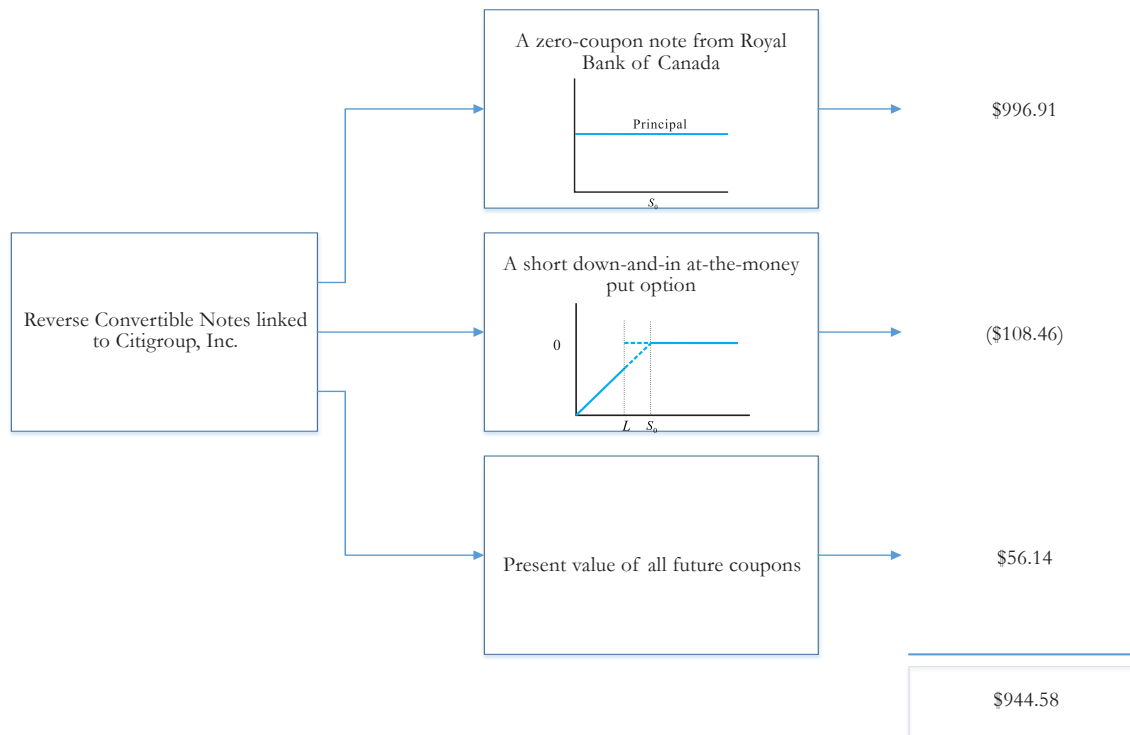 A zero-coupon note from Royal
Bank of Canada
Principal
S₀
$996.91
Reverse Convertible Notes linked
to Citigroup, Inc.
A short down-and-in at-the-money
put option
0
L S₀
($108.46)
Present value of all future coupons
$56.14
$944.58